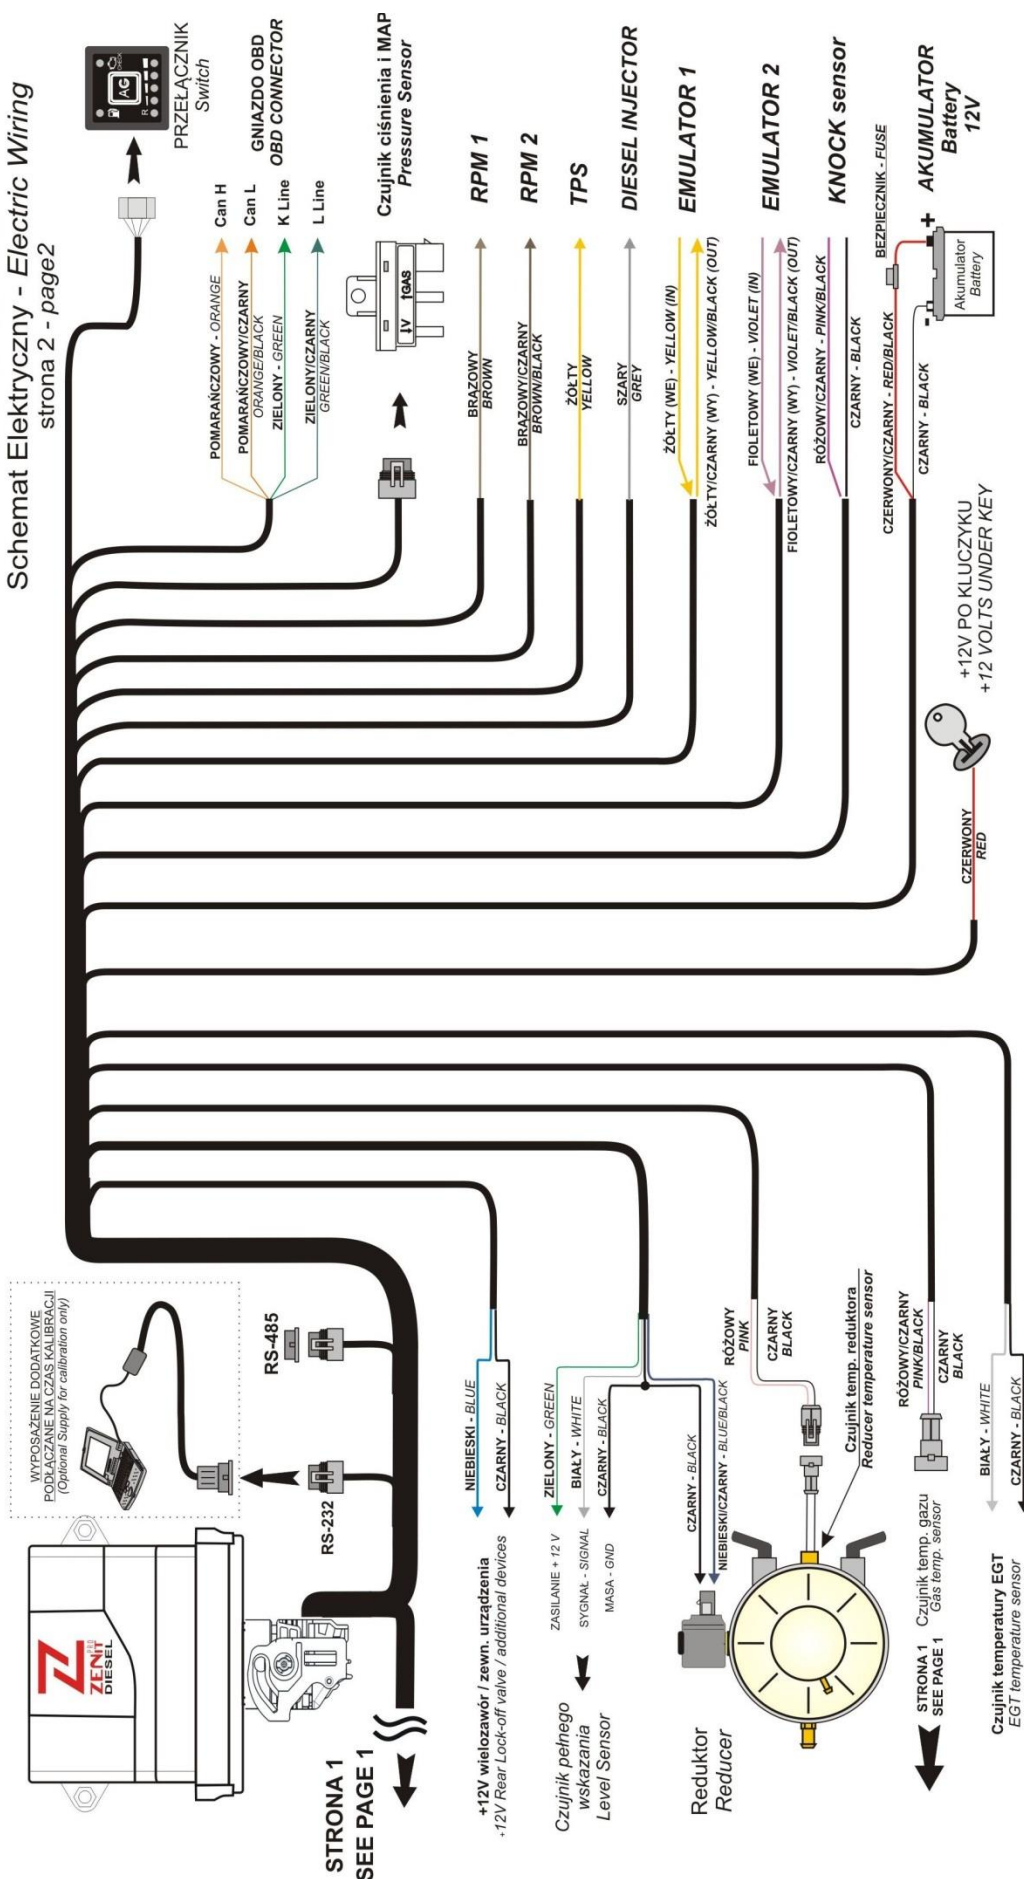 Schemat Elektryczny - Electric Wiring
strona 2 - page2
PRZEŁĄCZNIK
Switch
AG
CHECK
R
GNIAZDO OBD
OBD CONNECTOR
Can H
Can L
K Line
L Line
POMARAŃCZOWY - ORANGE
POMARAŃCZOWY/CZARNY
ORANGE/BLACK
ZIELONY - GREEN
ZIELONY/CZARNY
GREEN/BLACK
Czujnik ciśnienia i MAP
Pressure Sensor
↓V ↑GAS
RPM 1
BRĄZOWY
BROWN
RPM 2
BRĄZOWY/CZARNY
BROWN/BLACK
TPS
ŻÓŁTY
YELLOW
DIESEL INJECTOR
SZARY
GREY
EMULATOR 1
ŻÓŁTY (WE) - YELLOW (IN)
ŻÓŁTY/CZARNY (WY) - YELLOW/BLACK (OUT)
EMULATOR 2
FIOLETOWY (WE) - VIOLET (IN)
FIOLETOWY/CZARNY (WY) - VIOLET/BLACK (OUT)
KNOCK sensor
RÓŻOWY/CZARNY - PINK/BLACK
CZARNY - BLACK
AKUMULATOR
Battery
12V
BEZPIECZNIK - FUSE
+
-
Akumulator
Battery
CZERWONY/CZARNY - RED/BLACK
CZARNY - BLACK
+12V PO KLUCZYKU
+12 VOLTS UNDER KEY
CZERWONY
RED
WYPOSAŻENIE DODATKOWE
PODŁĄCZANE NA CZAS KALIBRACJI
(Optional Supply for calibration only)
RS-485
RS-232
ZENIT
PRO
DIESEL
STRONA 1
SEE PAGE 1
NIEBIESKI - BLUE
CZARNY - BLACK
+12V wielozawór / zewn. urządzenia
+12V Rear Lock-off valve / additional devices
ZIELONY - GREEN
BIAŁY - WHITE
CZARNY - BLACK
ZASILANIE + 12 V
SYGNAŁ - SIGNAL
MASA - GND
Czujnik pełnego
wskazania
Level Sensor
CZARNY - BLACK
NIEBIESKI/CZARNY - BLUE/BLACK
Reduktor
Reducer
RÓŻOWY
PINK
CZARNY
BLACK
Czujnik temp. reduktora
Reducer temperature sensor
RÓŻOWY/CZARNY
PINK/BLACK
CZARNY
BLACK
Czujnik temp. gazu
Gas temp. sensor
STRONA 1
SEE PAGE 1
BIAŁY - WHITE
CZARNY - BLACK
Czujnik temperatury EGT
EGT temperature sensor